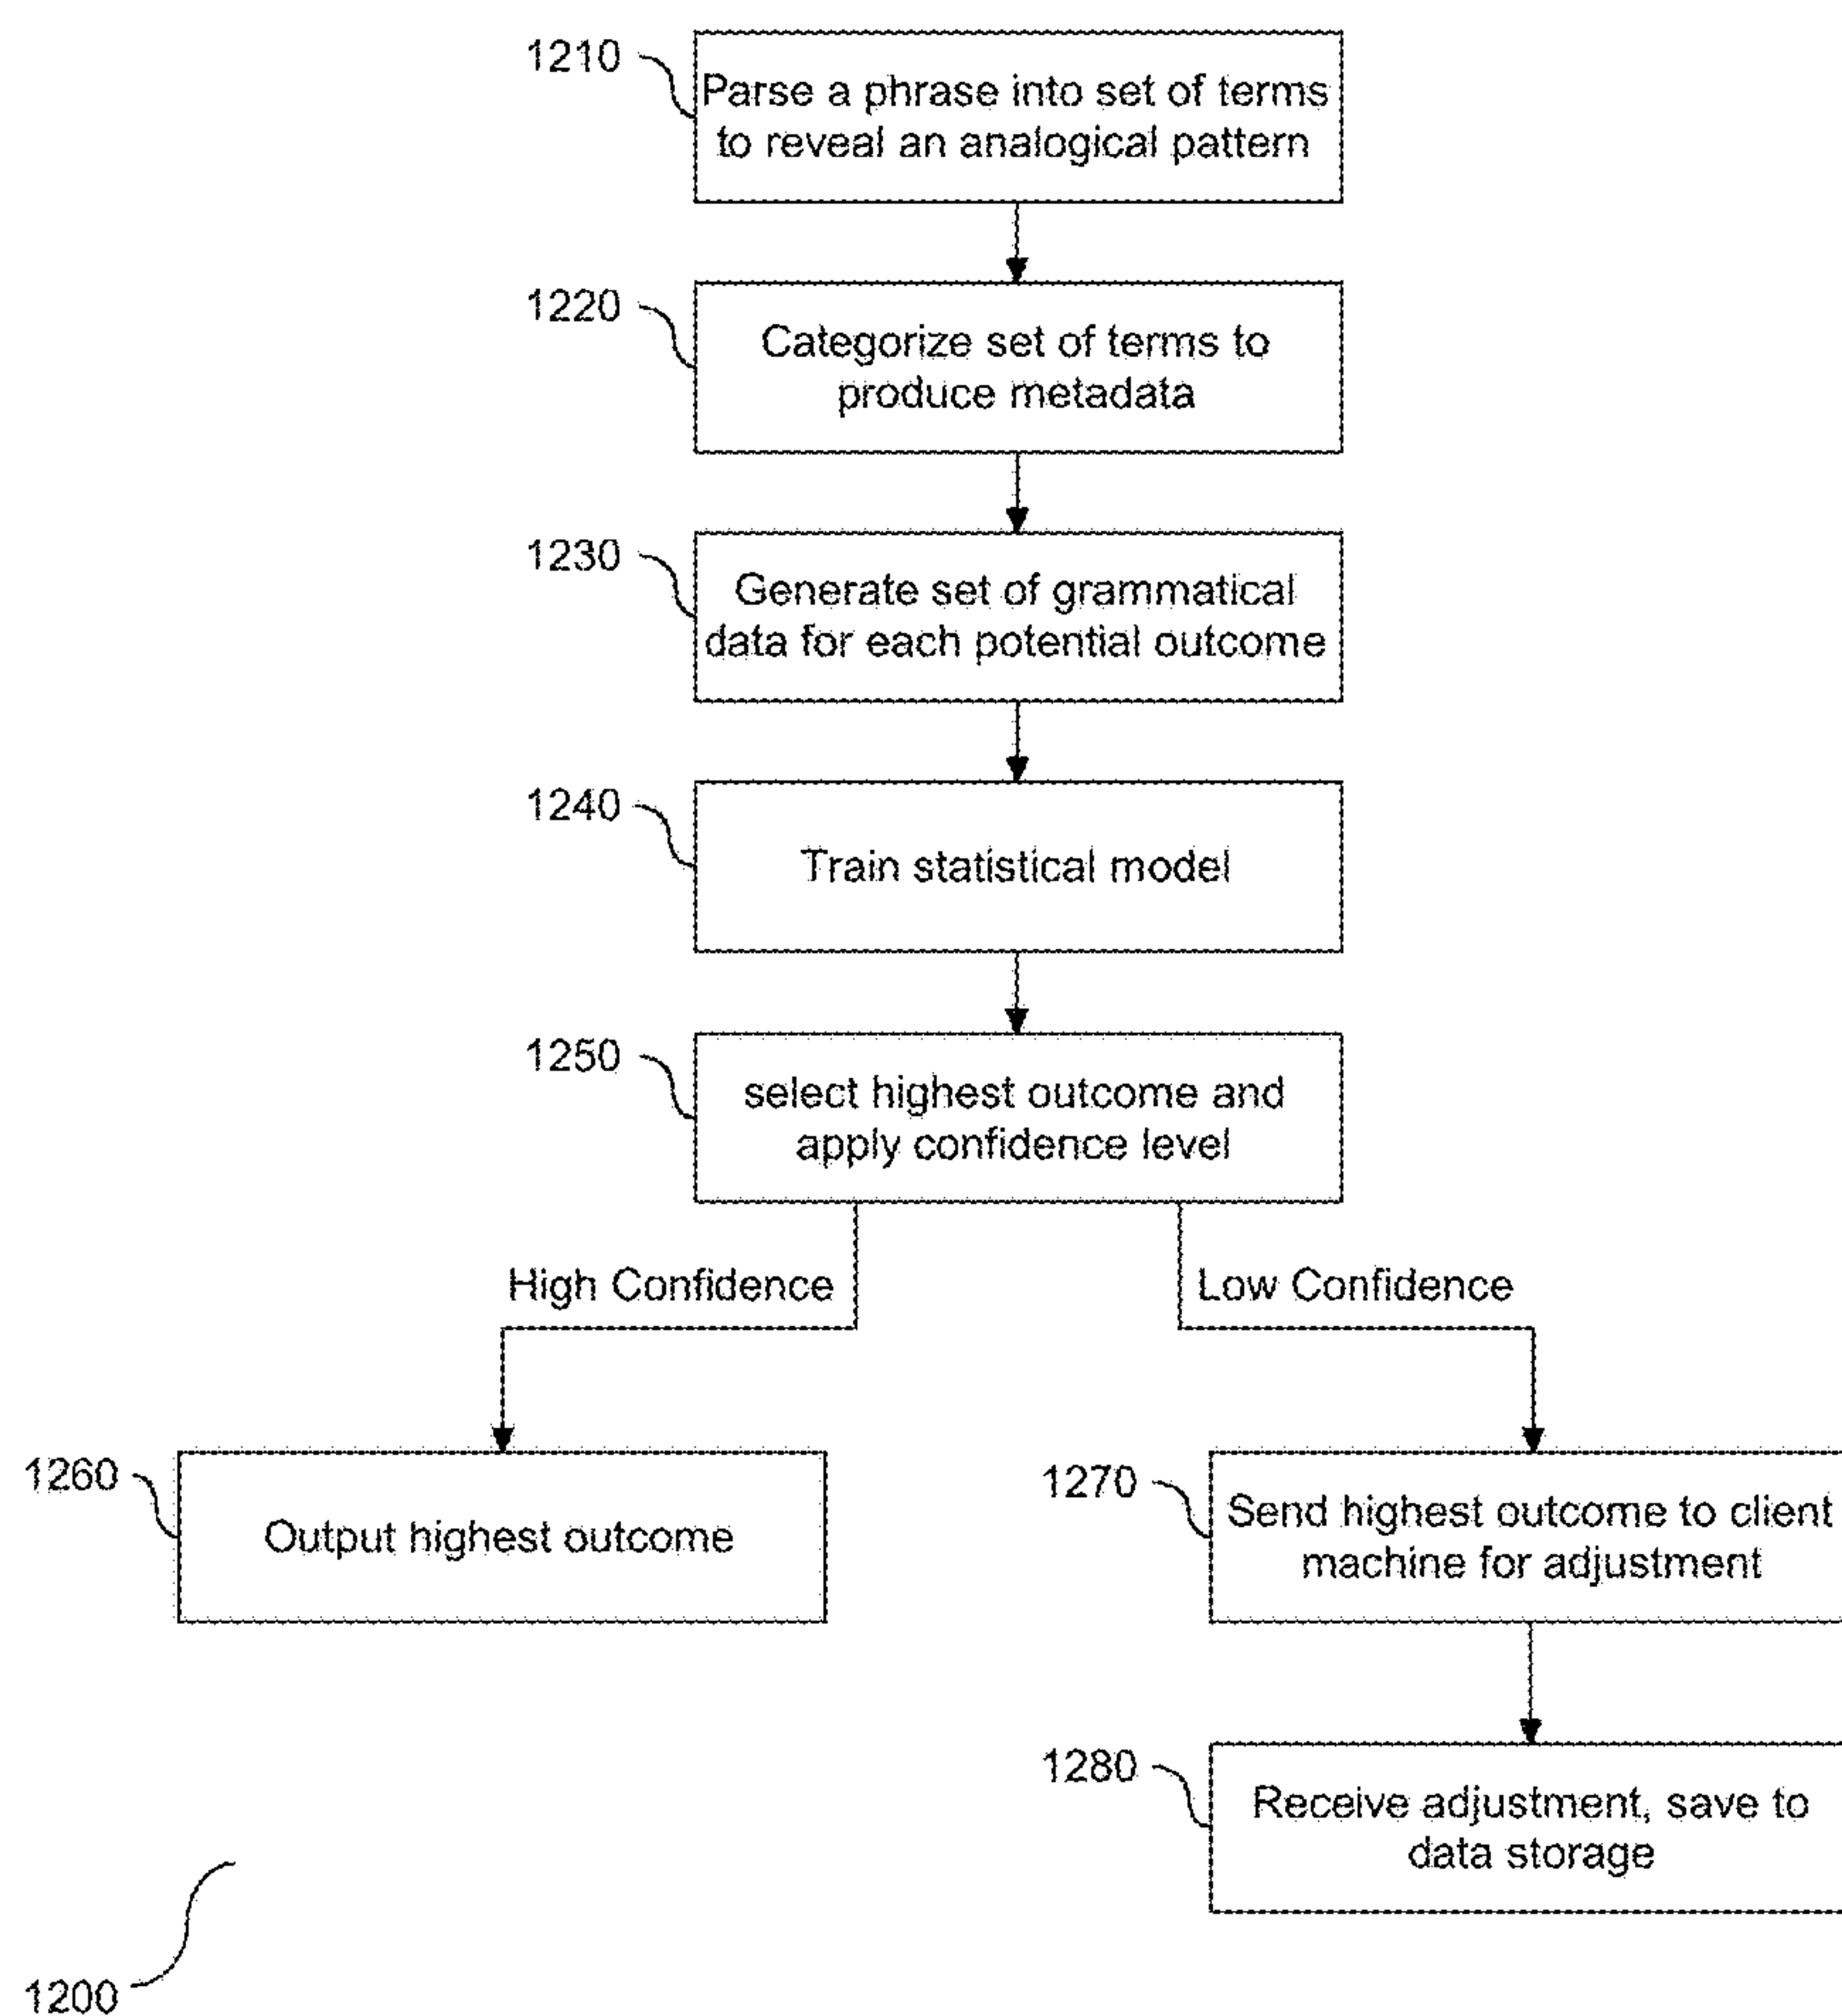 1210
Parse a phrase into set of terms
to reveal an analogical pattern
1220
Categorize set of terms to
produce metadata
1230
Generate set of grammatical
data for each potential outcome
1240
Train statistical model
1250
select highest outcome and
apply confidence level
High Confidence
Low Confidence
1260
Output highest outcome
1270
Send highest outcome to client
machine for adjustment
1280
Receive adjustment, save to
data storage
1200